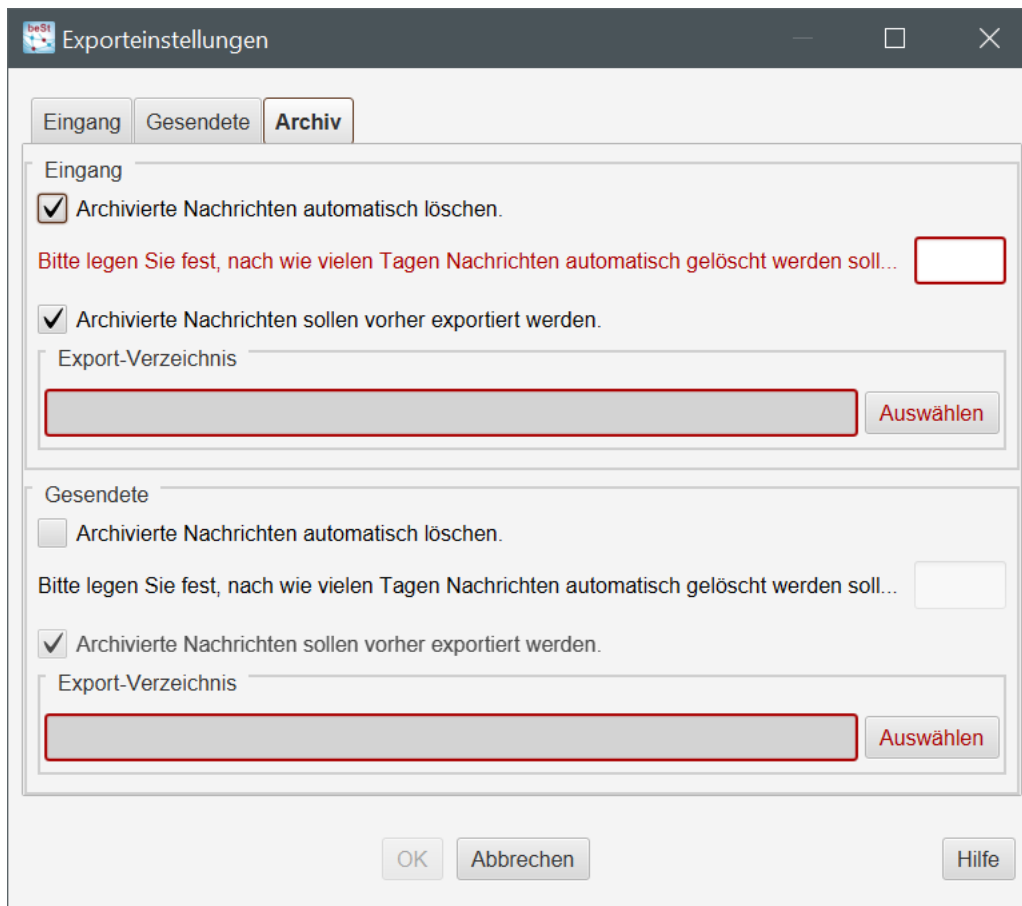 beSt
Exporteinstellungen
Eingang Gesendete Archiv
Eingang
Archivierte Nachrichten automatisch löschen.
Bitte legen Sie fest, nach wie vielen Tagen Nachrichten automatisch gelöscht werden soll...
Archivierte Nachrichten sollen vorher exportiert werden.
Export-Verzeichnis
Auswählen
Gesendete
Archivierte Nachrichten automatisch löschen.
Bitte legen Sie fest, nach wie vielen Tagen Nachrichten automatisch gelöscht werden soll...
Archivierte Nachrichten sollen vorher exportiert werden.
Export-Verzeichnis
Auswählen
OK Abbrechen Hilfe